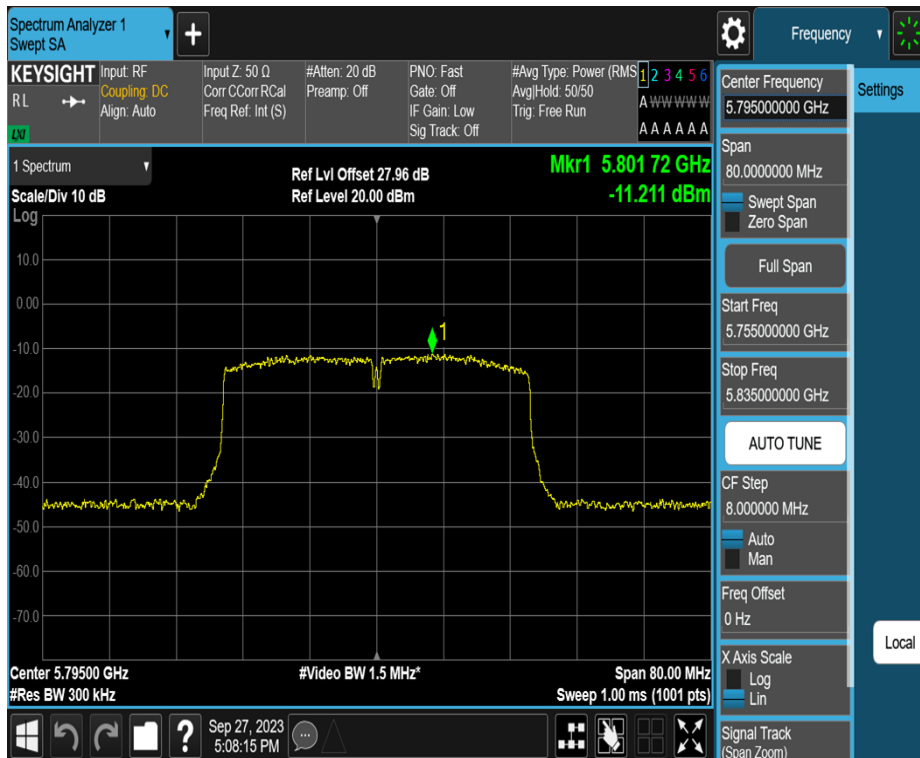 Spectrum Analyzer 1
Swept SA
+
Frequency
KEYSIGHT
R L
LXI
Input: RF
Coupling: DC
Align: Auto
Input Z: 50 Ω
Corr CCorr RCal
Freq Ref: Int (S)
#Atten: 20 dB
Preamp: Off
PNO: Fast
Gate: Off
IF Gain: Low
Sig Track: Off
#Avg Type: Power (RMS
Avg|Hold: 50/50
Trig: Free Run
1 2 3 4 5 6
A W W W W W
A A A A A A
1 Spectrum
Scale/Div 10 dB
Ref Lvl Offset 27.96 dB
Ref Level 20.00 dBm
Mkr1 5.801 72 GHz
-11.211 dBm
Log
10.0
0.00
-10.0
-20.0
-30.0
-40.0
-50.0
-60.0
-70.0
1
Center 5.79500 GHz
#Res BW 300 kHz
#Video BW 1.5 MHz*
Span 80.00 MHz
Sweep 1.00 ms (1001 pts)
Center Frequency
5.795000000 GHz
Span
80.0000000 MHz
Swept Span
Zero Span
Full Span
Start Freq
5.755000000 GHz
Stop Freq
5.835000000 GHz
AUTO TUNE
CF Step
8.000000 MHz
Auto
Man
Freq Offset
0 Hz
X Axis Scale
Log
Lin
Signal Track
(Span Zoom)
Settings
Local
?
Sep 27, 2023
5:08:15 PM